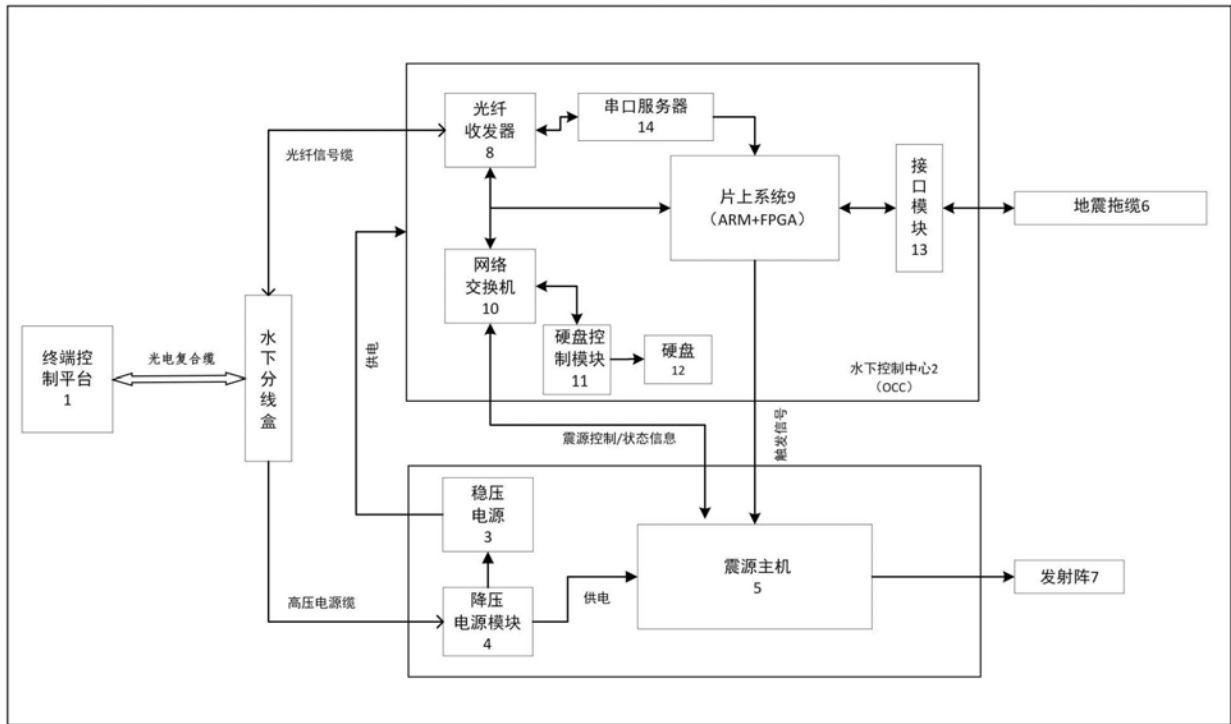 光纤
收发器
8
串口服务器
14
光纤信号缆
片上系统9
（ARM+FPGA）
接
口
模
块
13
地震拖缆6
网络
交换机
10
硬盘控
制模块
11
硬盘
12
水下控制中心2
（OCC）
终端控
制平台
1
光电复合缆
水
下
分
线
盒
供电
震源控制/状态信息
触发信号
稳压
电源
3
震源主机
5
发射阵7
高压电源缆
降压
电源模块
4
供电